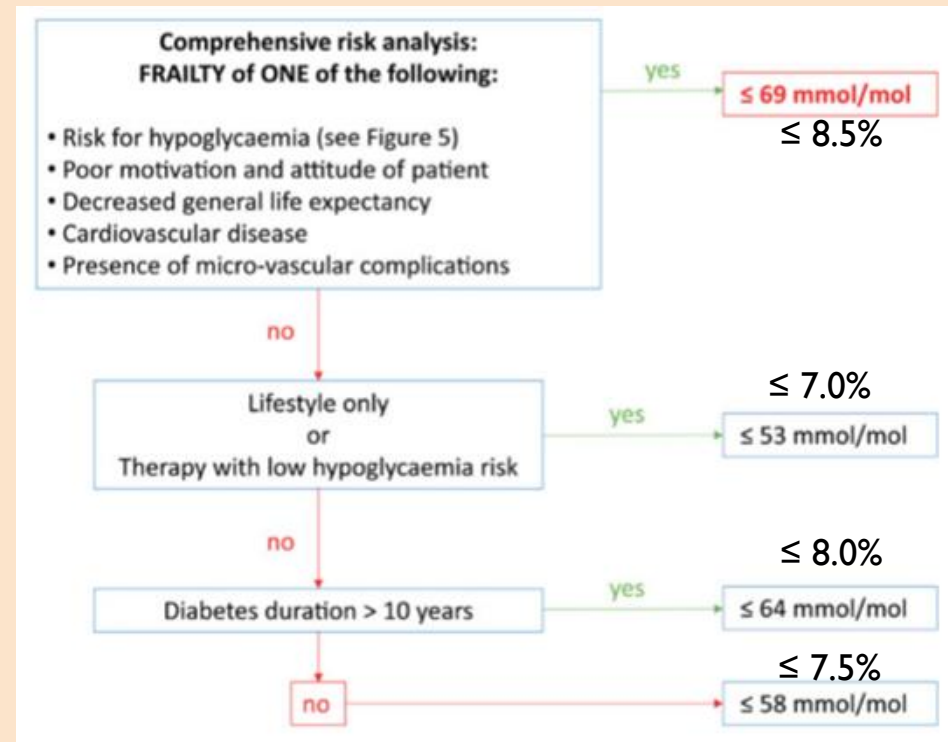 Comprehensive risk analysis:
FRAILTY of ONE of the following:
• Risk for hypoglycaemia (see Figure 5)
• Poor motivation and attitude of patient
• Decreased general life expectancy
• Cardiovascular disease
• Presence of micro-vascular complications
yes
≤ 69 mmol/mol
≤ 8.5%
no
Lifestyle only
or
Therapy with low hypoglycaemia risk
yes
≤ 7.0%
≤ 53 mmol/mol
no
Diabetes duration > 10 years
yes
≤ 8.0%
≤ 64 mmol/mol
no
≤ 7.5%
≤ 58 mmol/mol